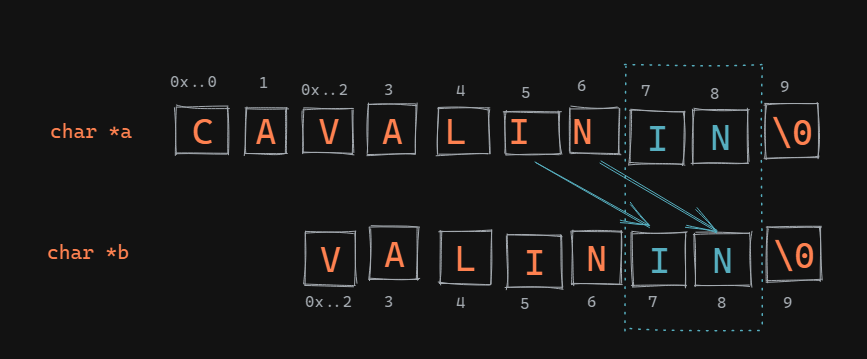 0x..0 1 0x..2 3 4 5 6 7 8 9
char *a C A V A L I N I N \0
char *b V A L I N I N \0
0x..2 3 4 5 6 7 8 9